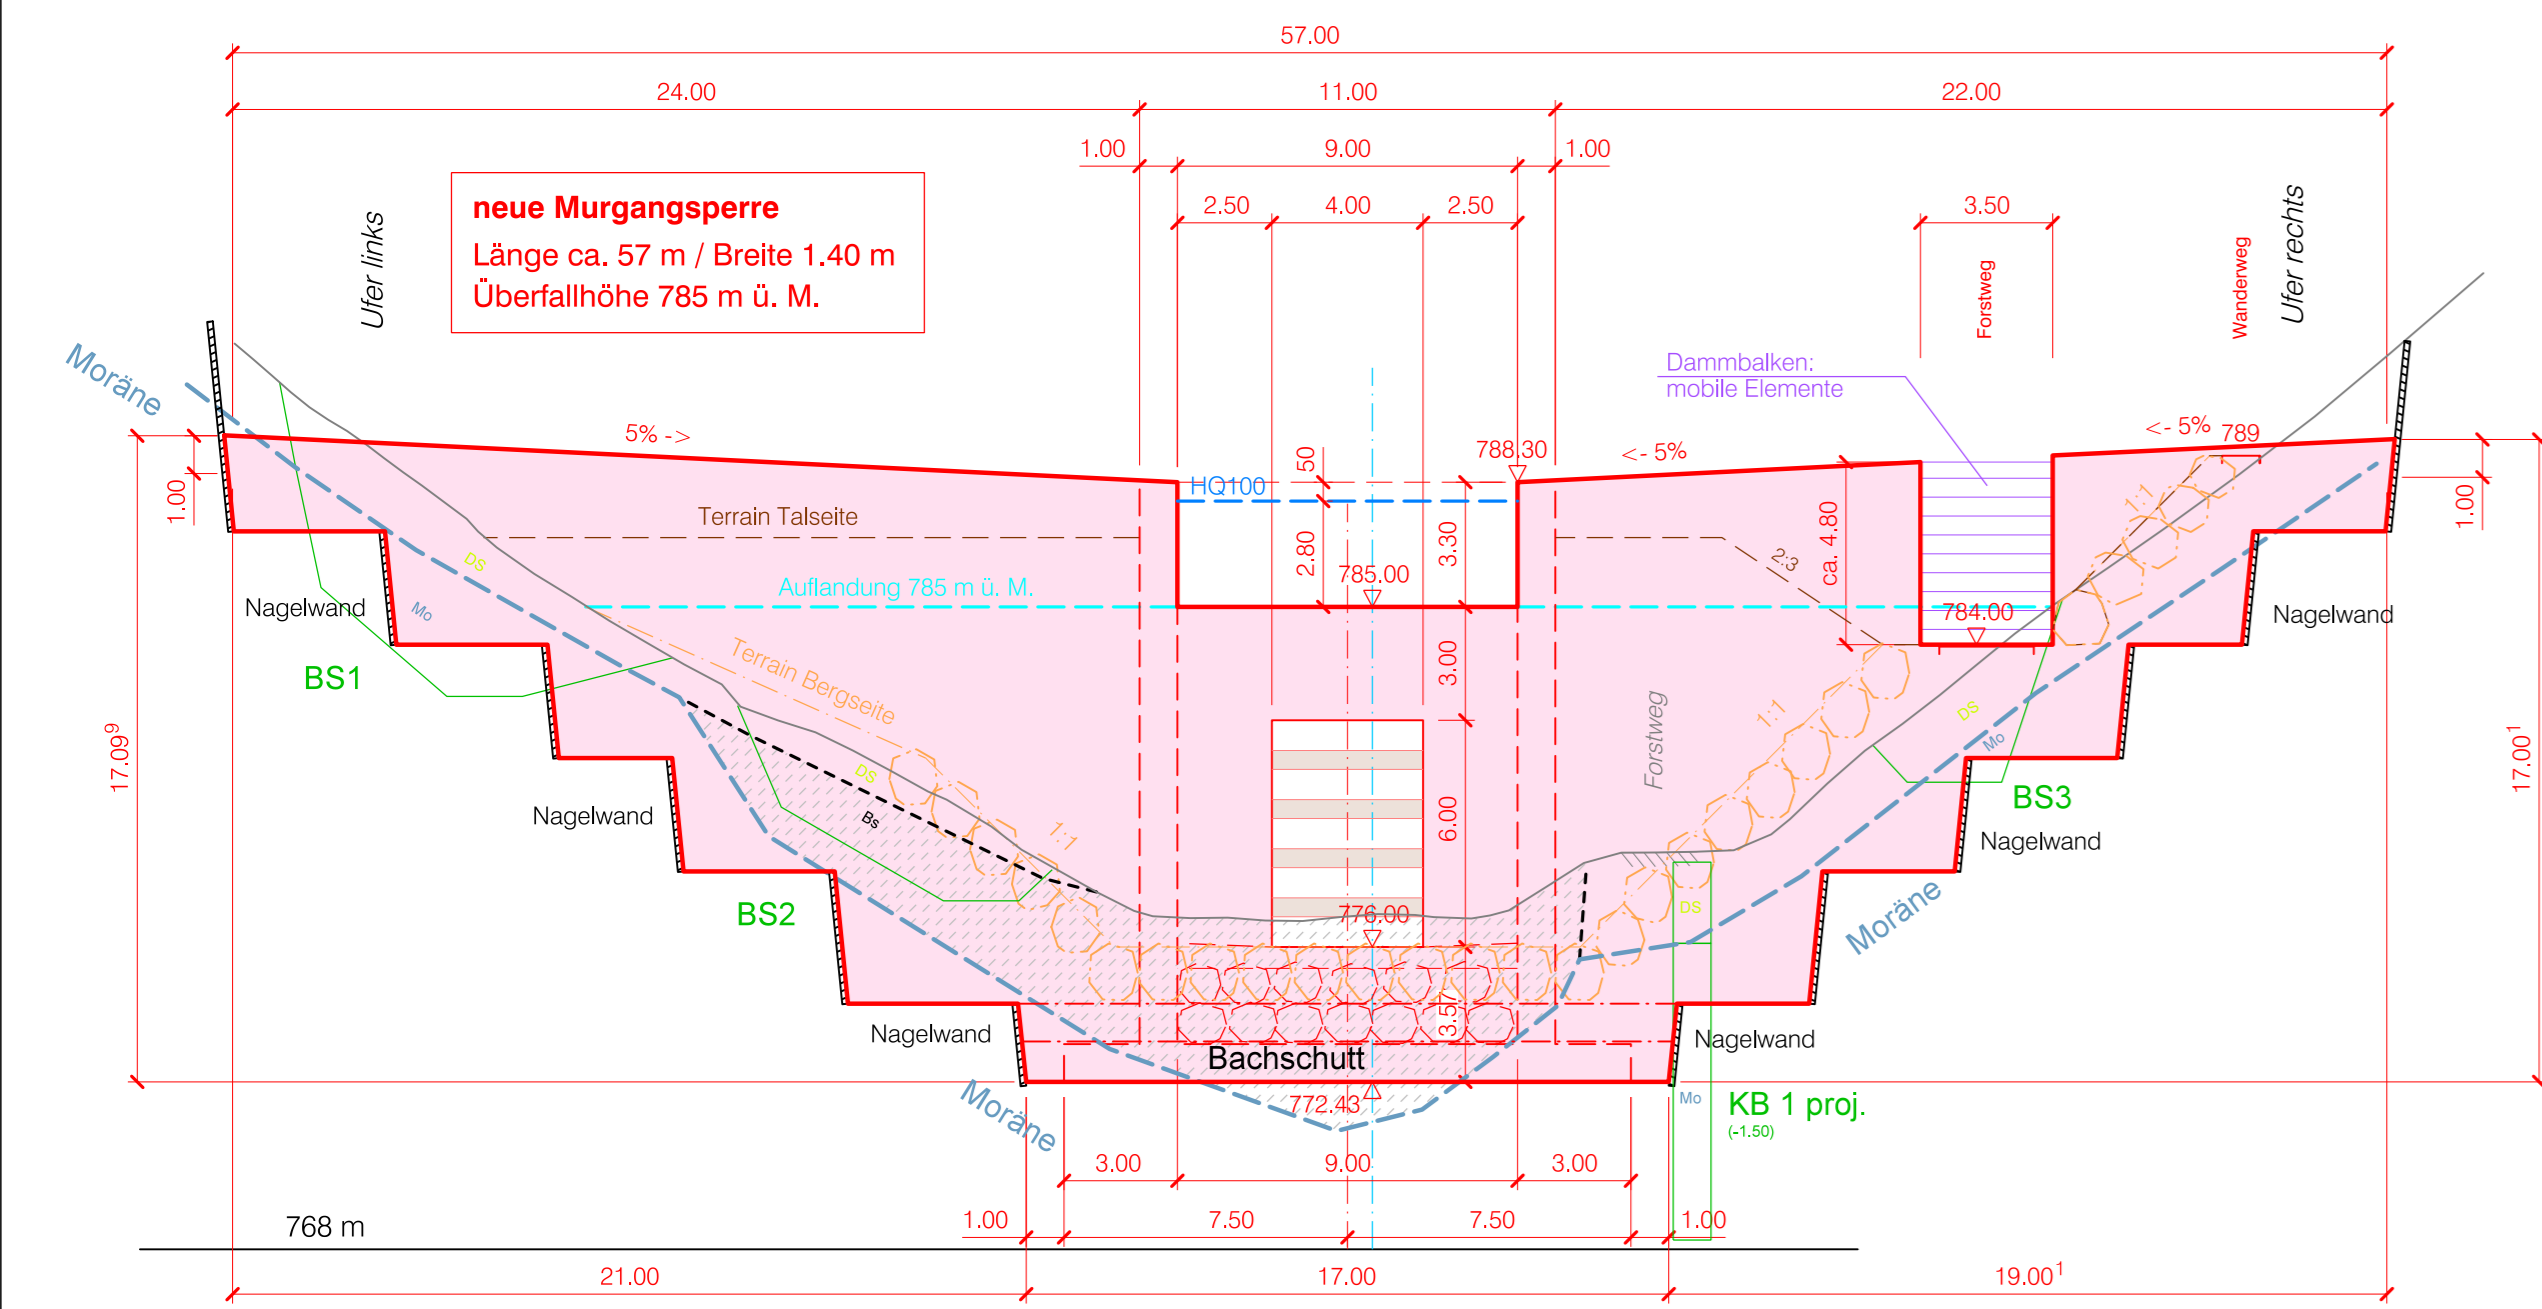 57.00
24.00
11.00
22.00
1.00
9.00
1.00
2.50
4.00
2.50
3.50
neue Murgangsperre
Länge ca. 57 m / Breite 1.40 m
Überfallhöhe 785 m ü. M.
Ufer links
Forstweg
Wanderweg
Ufer rechts
Moräne
Dammbalken:
mobile Elemente
5% ->
50
788.30
<- 5%
<- 5%
789
HQ100
1.00
Terrain Talseite
2.80
3.30
ca. 4.80
1:1
1.00
DS
2:3
785.00
Auflandung 785 m ü. M.
784.00
Nagelwand
Mo
Nagelwand
BS1
Terrain Bergseite
3.00
Forstweg
1:1
DS
Mo
17.09⁹
17.00¹
DS
Bs
1:1
6.00
BS3
Nagelwand
Nagelwand
BS2
776.00
DS
Moräne
Nagelwand
3.57
Nagelwand
Bachschutt
772.43
Moräne
Mo
KB 1 proj.
(-1.50)
3.00
9.00
3.00
768 m
1.00
7.50
7.50
1.00
21.00
17.00
19.00¹